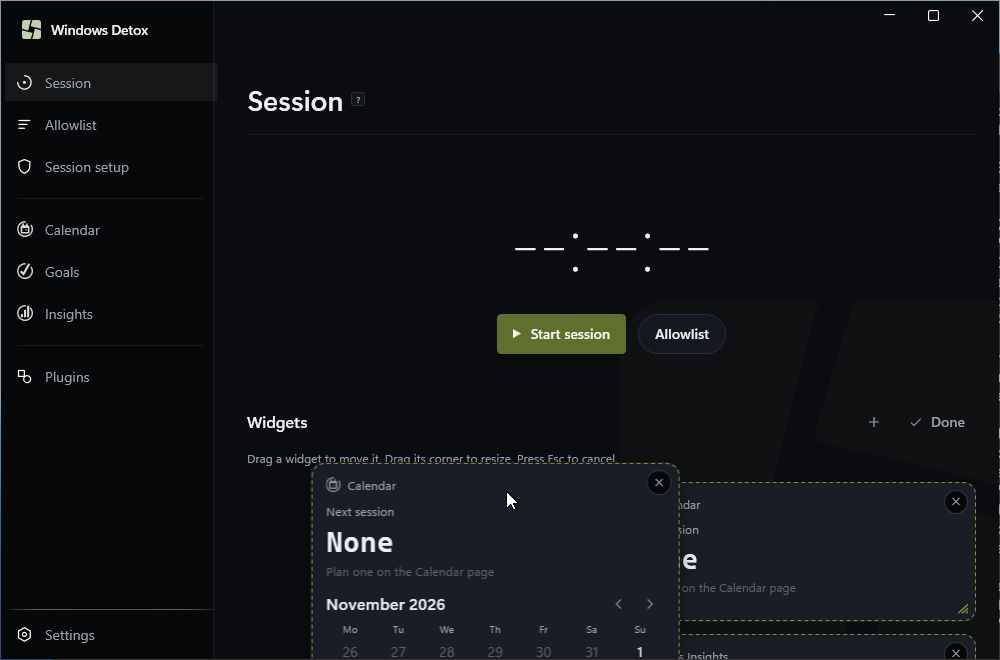 Windows Detox
Session
Allowlist
Session setup
Calendar
Goals
Insights
Plugins
Settings
Session ?
--:--:--
Start session
Allowlist
Widgets
Done
Drag a widget to move it. Drag its corner to resize. Press Esc to cancel.
Calendar
Next session
None
Plan one on the Calendar page
November 2026
Mo Tu We Th Fr Sa Su
26 27 28 29 30 31 1
ndar
sion
e
on the Calendar page
s Insights